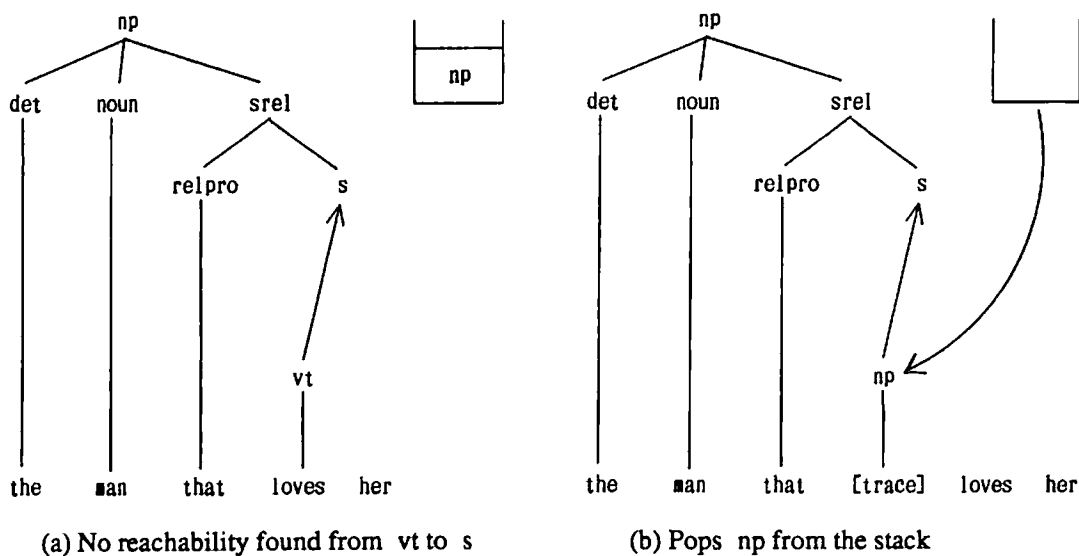 np
np
np
det noun srel
det noun srel
relpro s
relpro s
vt
np
the man that loves her
the man that [trace] loves her
(a) No reachability found from vt to s
(b) Pops np from the stack